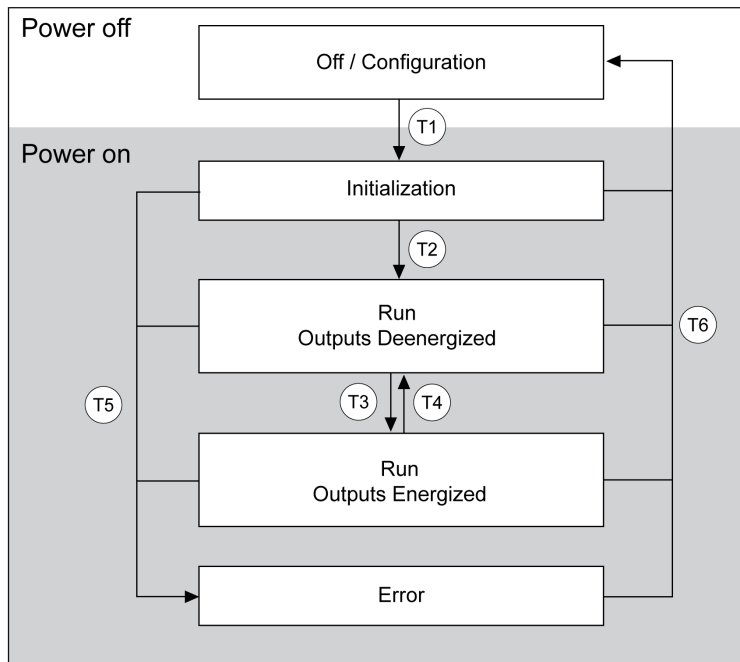 Power off
Off / Configuration
T1
Power on
Initialization
T2
Run
Outputs Deenergized
T6
T3
T4
T5
Run
Outputs Energized
Error